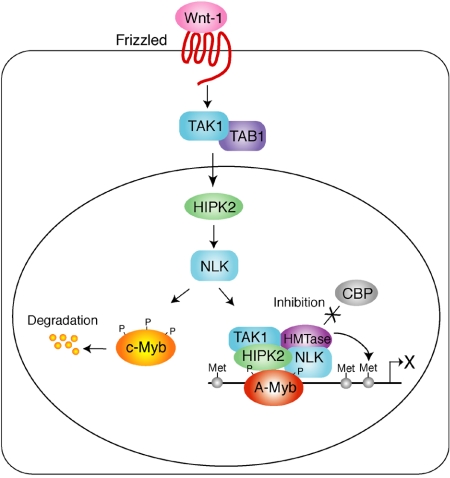 Wnt-1
Frizzled
TAK1
TAB1
HIPK2
NLK
Degradation
P P P
c-Myb
Inhibition
CBP
TAK1
HMTase
HIPK2
NLK
P P
A-Myb
Met
Met Met
X